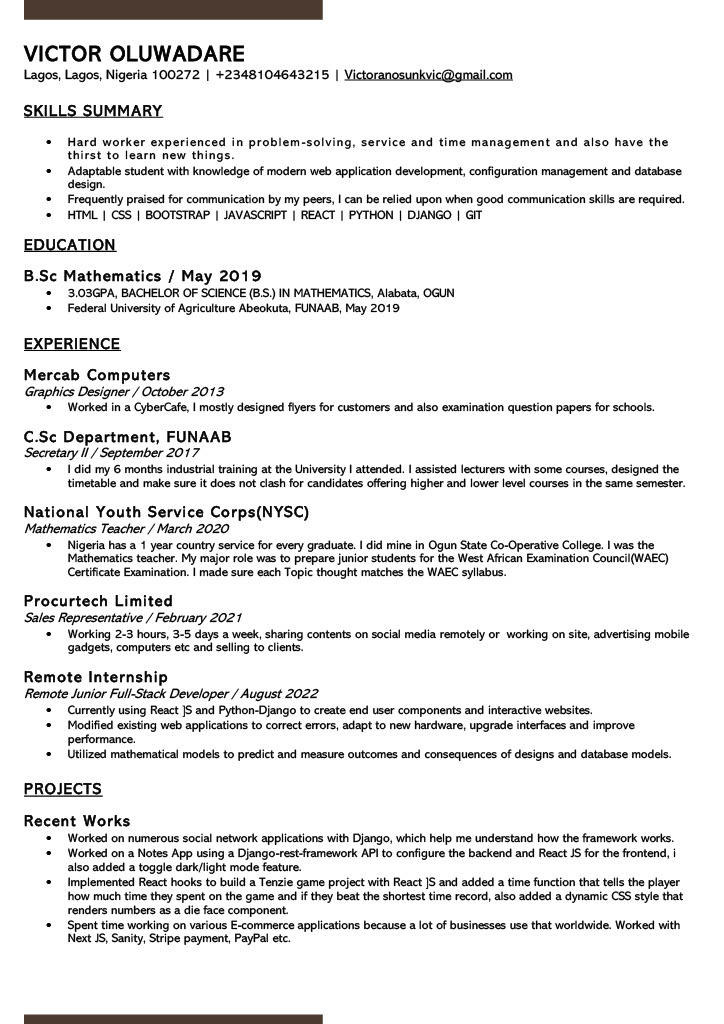 VICTOR OLUWADARE
Lagos, Lagos, Nigeria 100272 | +2348104643215 | Victoranosunkvic@gmail.com
SKILLS SUMMARY
• Hard worker experienced in problem-solving, service and time management and also have the
thirst to learn new things.
• Adaptable student with knowledge of modern web application development, configuration management and database
design.
• Frequently praised for communication by my peers, I can be relied upon when good communication skills are required.
• HTML | CSS | BOOTSTRAP | JAVASCRIPT | REACT | PYTHON | DJANGO | GIT
EDUCATION
B.Sc Mathematics / May 2019
• 3.03GPA, BACHELOR OF SCIENCE (B.S.) IN MATHEMATICS, Alabata, OGUN
• Federal University of Agriculture Abeokuta, FUNAAB, May 2019
EXPERIENCE
Mercab Computers
Graphics Designer / October 2013
• Worked in a CyberCafe, I mostly designed flyers for customers and also examination question papers for schools.
C.Sc Department, FUNAAB
Secretary II / September 2017
• I did my 6 months industrial training at the University I attended. I assisted lecturers with some courses, designed the
timetable and make sure it does not clash for candidates offering higher and lower level courses in the same semester.
National Youth Service Corps(NYSC)
Mathematics Teacher / March 2020
• Nigeria has a 1 year country service for every graduate. I did mine in Ogun State Co-Operative College. I was the
Mathematics teacher. My major role was to prepare junior students for the West African Examination Council(WAEC)
Certificate Examination. I made sure each Topic thought matches the WAEC syllabus.
Procurtech Limited
Sales Representative / February 2021
• Working 2-3 hours, 3-5 days a week, sharing contents on social media remotely or  working on site, advertising mobile
gadgets, computers etc and selling to clients.
Remote Internship
Remote Junior Full-Stack Developer / August 2022
• Currently using React JS and Python-Django to create end user components and interactive websites.
• Modified existing web applications to correct errors, adapt to new hardware, upgrade interfaces and improve
performance.
• Utilized mathematical models to predict and measure outcomes and consequences of designs and database models.
PROJECTS
Recent Works
• Worked on numerous social network applications with Django, which help me understand how the framework works.
• Worked on a Notes App using a Django-rest-framework API to configure the backend and React JS for the frontend, i
also added a toggle dark/light mode feature.
• Implemented React hooks to build a Tenzie game project with React JS and added a time function that tells the player
how much time they spent on the game and if they beat the shortest time record, also added a dynamic CSS style that
renders numbers as a die face component.
• Spent time working on various E-commerce applications because a lot of businesses use that worldwide. Worked with
Next JS, Sanity, Stripe payment, PayPal etc.